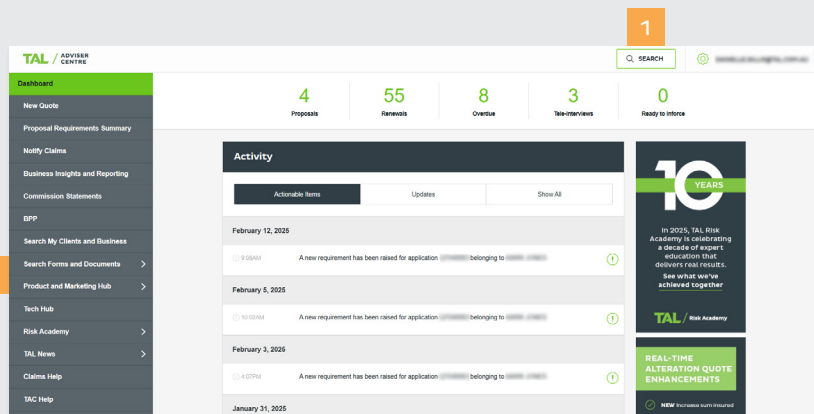 1
TAL / ADVISER CENTRE
SEARCH
Dashboard
New Quote
Proposal Requirements Summary
Notify Claims
Business Insights and Reporting
Commission Statements
BPP
Search My Clients and Business
Search Forms and Documents
Product and Marketing Hub
Tech Hub
Risk Academy
TAL News
Claims Help
TAC Help
4
Proposals
55
Renewals
8
Overdue
3
Tele-interviews
0
Ready to inforce
Activity
Actionable Items
Updates
Show All
February 12, 2025
A new requirement has been raised for application belonging to
February 5, 2025
A new requirement has been raised for application belonging to
February 3, 2025
4:07PM A new requirement has been raised for application belonging to
January 31, 2025
10
YEARS
In 2025, TAL Risk
Academy is celebrating
a decade of expert
education that
delivers real results.
See what we've
achieved together
TAL / Risk Academy
REAL-TIME
ALTERATION QUOTE
ENHANCEMENTS
NEW Increase sum insured